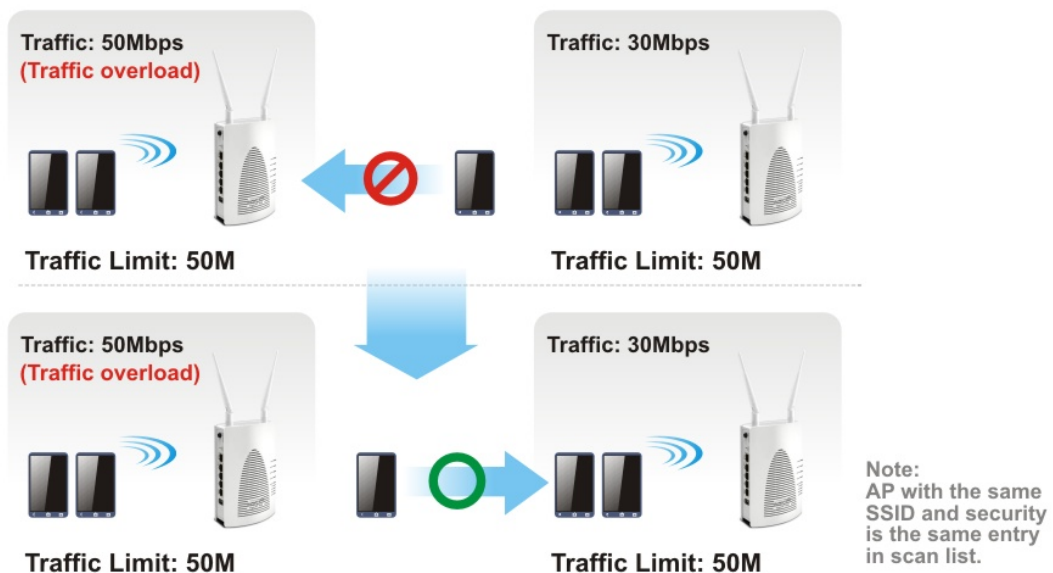 Traffic: 50Mbps
(Traffic overload)
Traffic: 30Mbps
Traffic Limit: 50M
Traffic Limit: 50M
Traffic: 50Mbps
(Traffic overload)
Traffic: 30Mbps
Traffic Limit: 50M
Traffic Limit: 50M
Note:
AP with the same
SSID and security
is the same entry
in scan list.